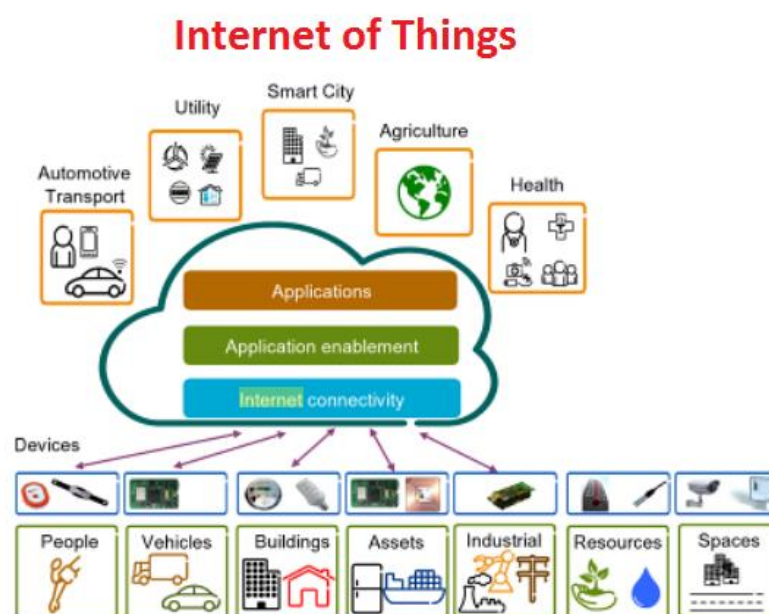 Internet of Things
Smart City
Utility
Agriculture
Automotive
Transport
Health
Applications
Application enablement
Internet connectivity
Devices
People
Vehicles
Buildings
Assets
Industrial
Resources
Spaces